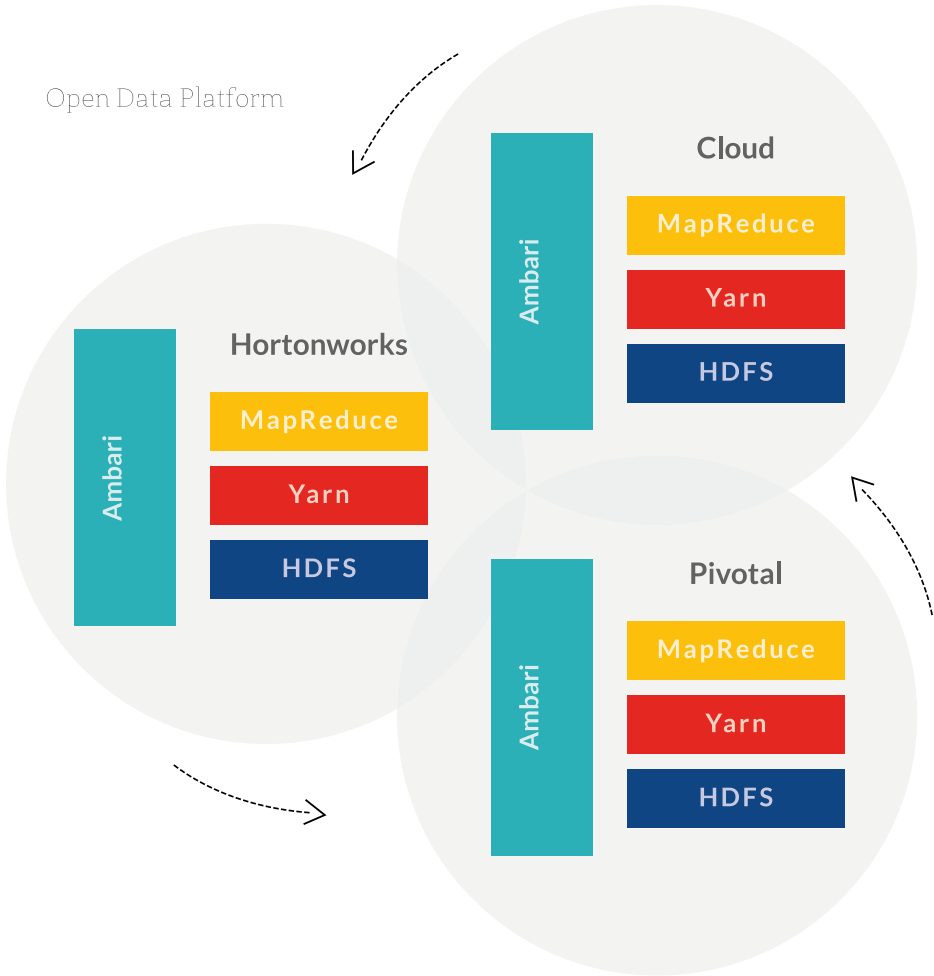 Open Data Platform
Cloud
Ambari
MapReduce
Yarn
HDFS
Hortonworks
Ambari
MapReduce
Yarn
HDFS
Pivotal
Ambari
MapReduce
Yarn
HDFS